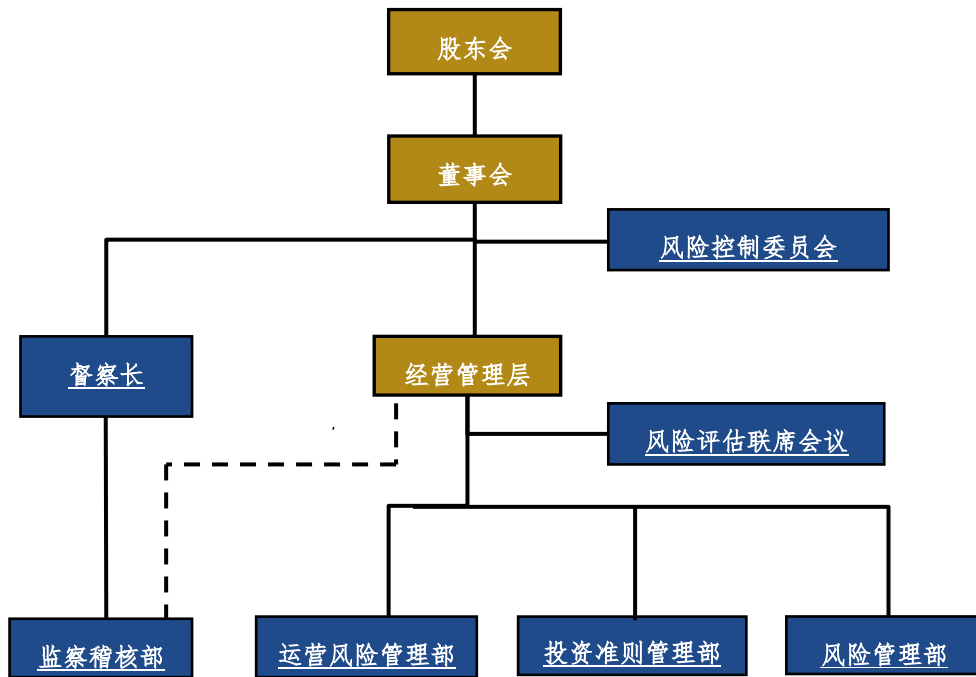 股东会
董事会
风险控制委员会
督察长
经营管理层
风险评估联席会议
监察稽核部
运营风险管理部
投资准则管理部
风险管理部